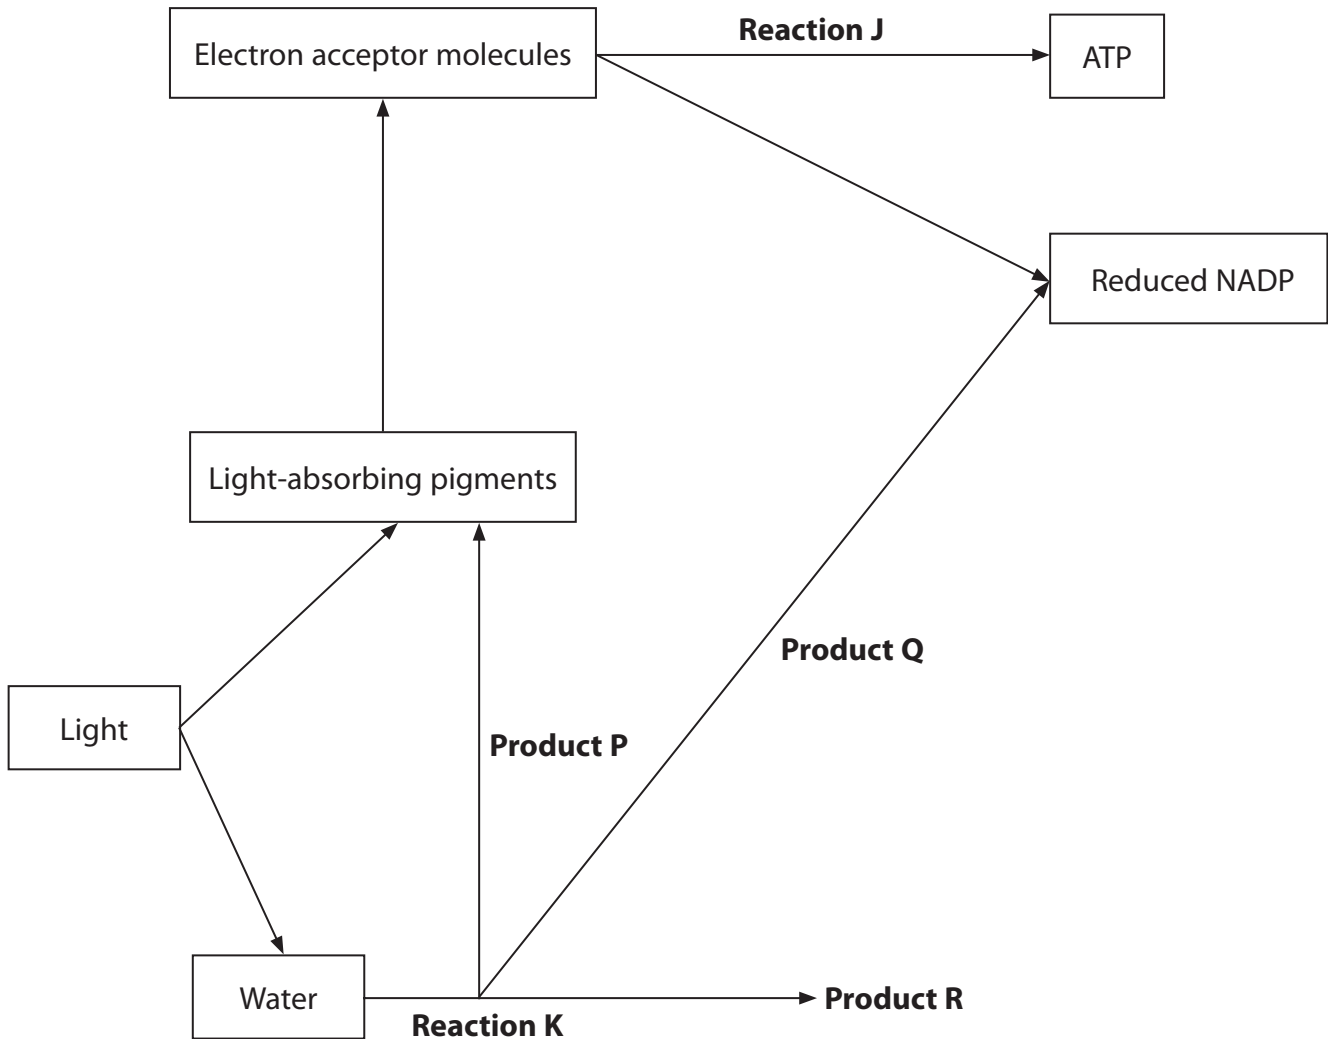 Reaction J
Electron acceptor molecules
ATP
Reduced NADP
Light-absorbing pigments
Product Q
Light
Product P
Water
Product R
Reaction K